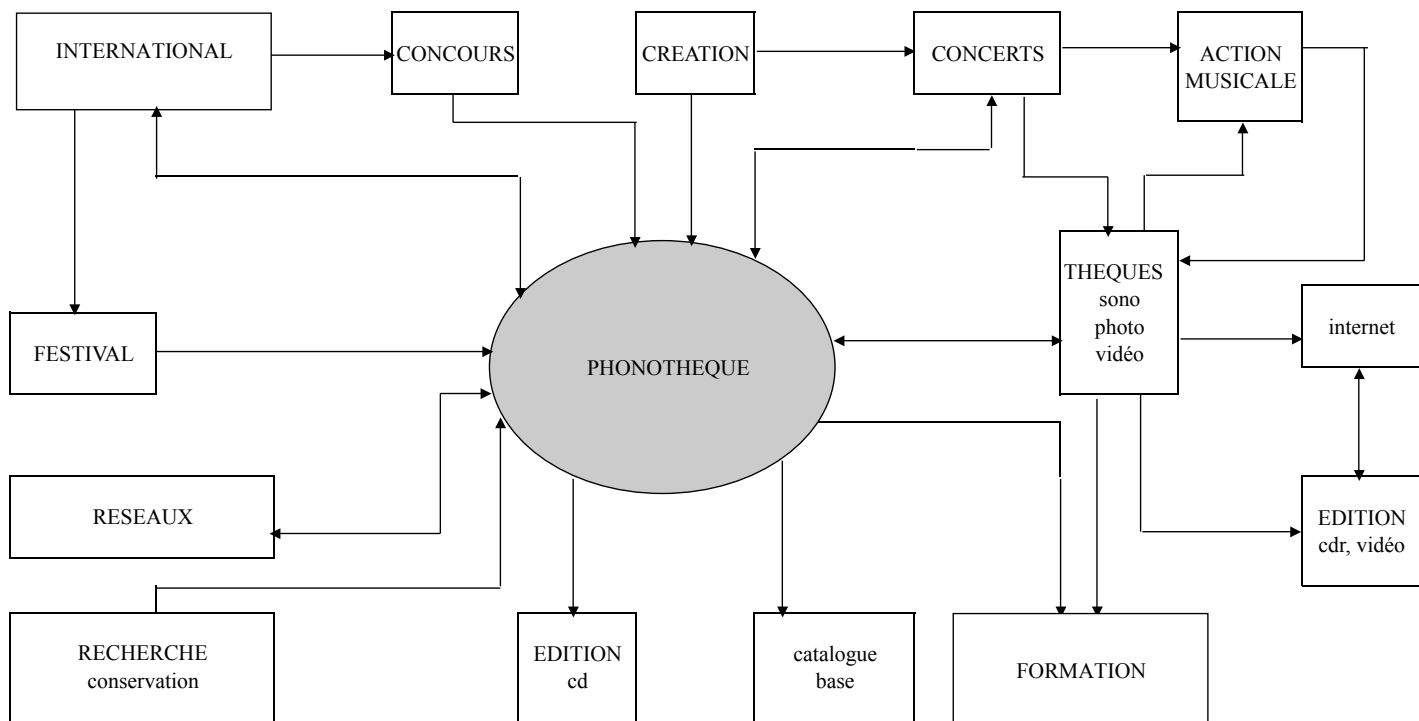 INTERNATIONAL
CONCOURS
CREATION
CONCERTS
ACTION
MUSICALE
THEQUES
sono
photo
vidéo
internet
FESTIVAL
PHONOTHEQUE
RESEAUX
EDITION
cdr, vidéo
RECHERCHE
conservation
EDITION
cd
catalogue
base
FORMATION